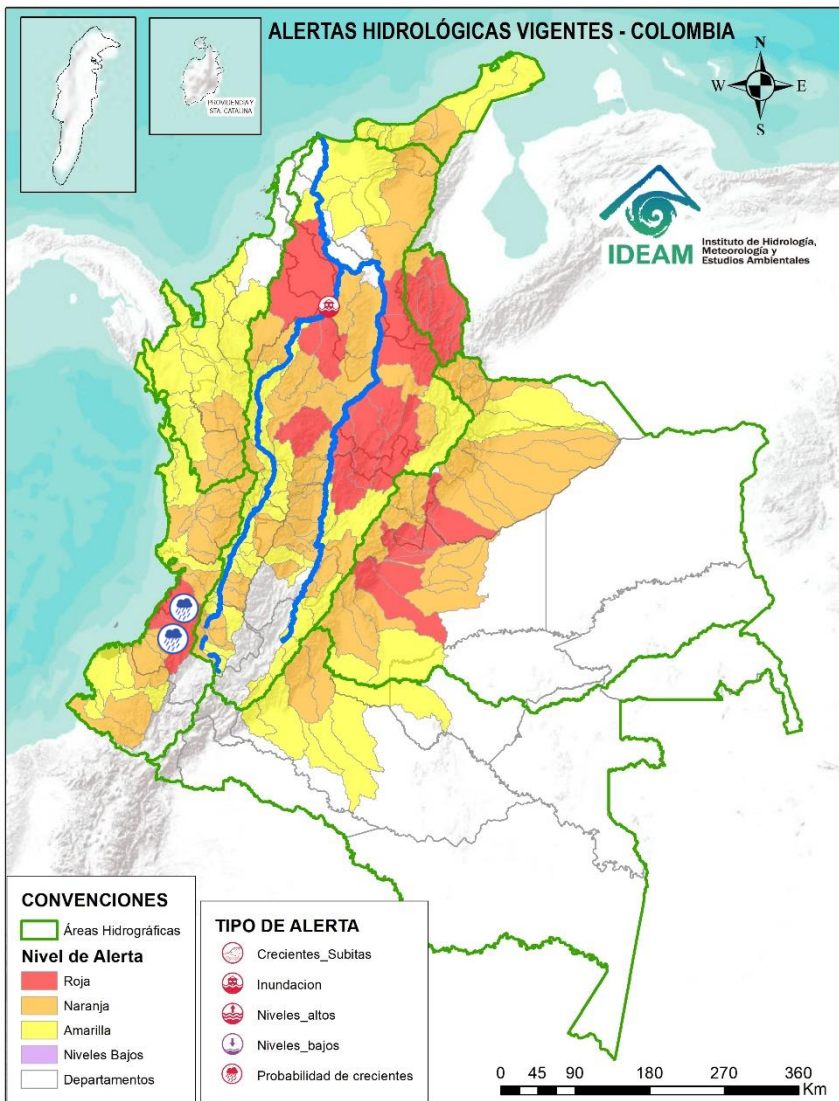 ALERTAS HIDROLÓGICAS VIGENTES - COLOMBIA
PROVIDENCIA Y
STA. CATALINA
N
W
E
S
IDEAM
Instituto de Hidrología,
Meteorología y
Estudios Ambientales
CONVENCIONES
Áreas Hidrográficas
Nivel de Alerta
Roja
Naranja
Amarilla
Niveles Bajos
Departamentos
TIPO DE ALERTA
Crecientes_Subitas
Inundacion
Niveles_altos
Niveles_bajos
Probabilidad de crecientes
0 45 90 180 270 360
Km